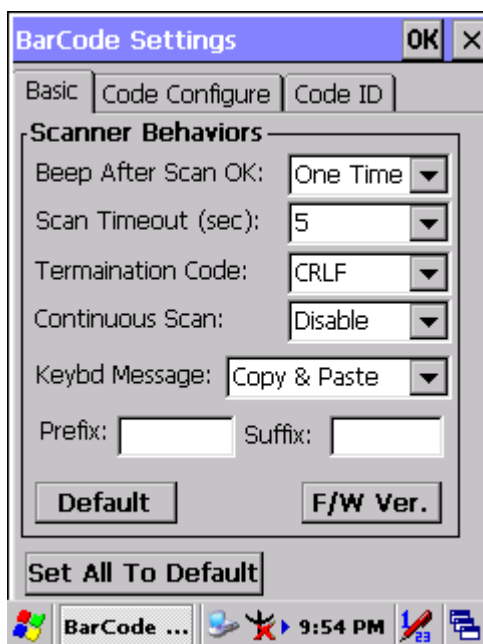 BarCode Settings OK ×
Basic Code Configure Code ID
Scanner Behaviors
Beep After Scan OK: One Time
Scan Timeout (sec): 5
Termaination Code: CRLF
Continuous Scan: Disable
Keybd Message: Copy & Paste
Prefix: Suffix:
Default F/W Ver.
Set All To Default
BarCode ... 9:54 PM 1/23